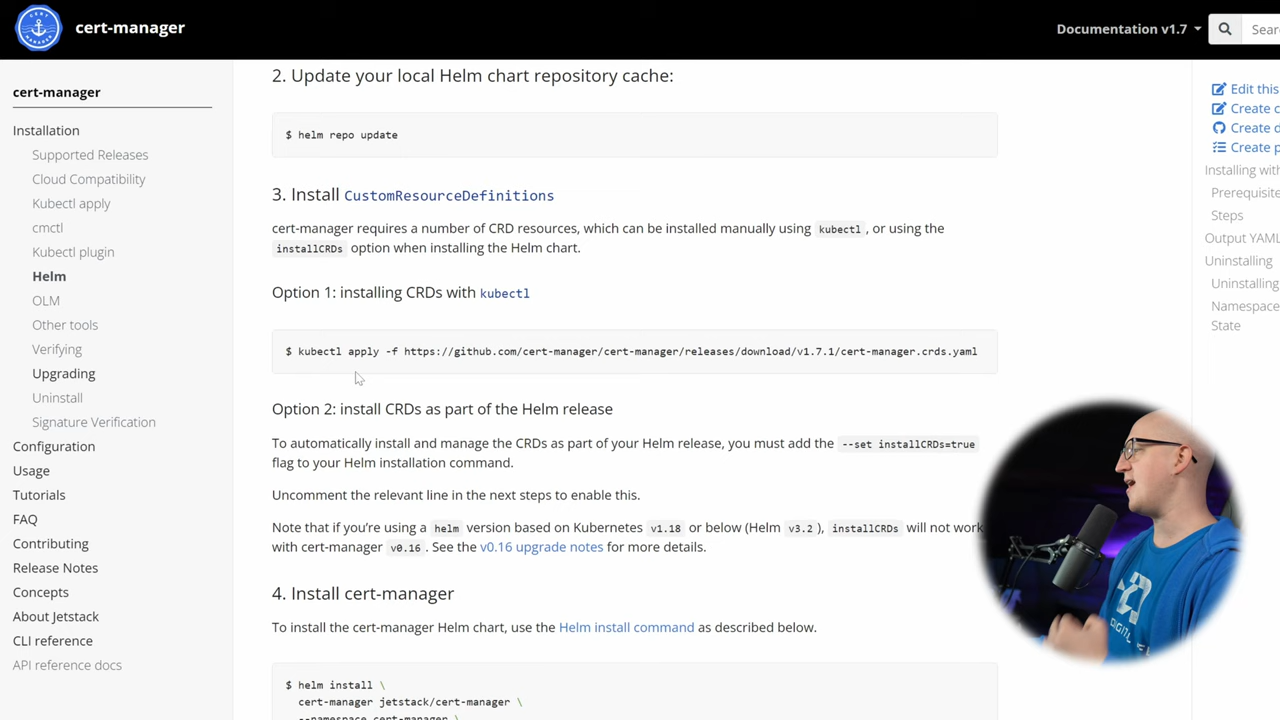 CERT
MANAGER
cert-manager
Documentation v1.7
Sear
cert-manager
Installation
Supported Releases
Cloud Compatibility
Kubectl apply
cmctl
Kubectl plugin
Helm
OLM
Other tools
Verifying
Upgrading
Uninstall
Signature Verification
Configuration
Usage
Tutorials
FAQ
Contributing
Release Notes
Concepts
About Jetstack
CLI reference
API reference docs
2. Update your local Helm chart repository cache:
$ helm repo update
3. Install CustomResourceDefinitions
cert-manager requires a number of CRD resources, which can be installed manually using kubectl, or using the
installCRDs option when installing the Helm chart.
Option 1: installing CRDs with kubectl
$ kubectl apply -f https://github.com/cert-manager/cert-manager/releases/download/v1.7.1/cert-manager.crds.yaml
Option 2: install CRDs as part of the Helm release
To automatically install and manage the CRDs as part of your Helm release, you must add the --set installCRDs=true
flag to your Helm installation command.
Uncomment the relevant line in the next steps to enable this.
Note that if you’re using a helm version based on Kubernetes v1.18 or below (Helm v3.2), installCRDs will not work
with cert-manager v0.16. See the v0.16 upgrade notes for more details.
4. Install cert-manager
To install the cert-manager Helm chart, use the Helm install command as described below.
$ helm install \
cert-manager jetstack/cert-manager \
--namespace cert-manager \
Edit this
Create c
Create d
Create p
Installing with
Prerequisite
Steps
Output YAML
Uninstalling
Uninstalling
Namespace
State